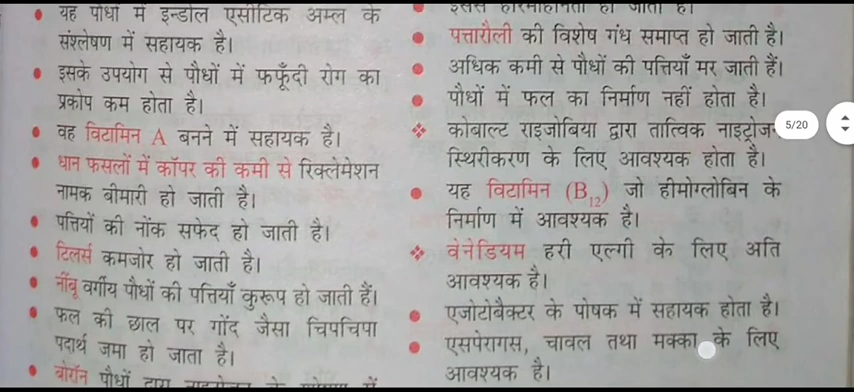 यह पौधों में इन्डोल एसीटिक अम्ल के
संश्लेषण में सहायक है।
इसके उपयोग से पौधों में फफूँदी रोग का
प्रकोप कम होता है।
वह विटामिन A बनने में सहायक है।
धान फसलों में कॉपर की कमी से रिक्लेमेशन
नामक बीमारी हो जाती है।
पत्तियों की नोंक सफेद हो जाती है।
टिलर्स कमजोर हो जाती है।
नींबू वर्गीय पौधों की पत्तियाँ कुरूप हो जाती हैं।
फल की छाल पर गोंद जैसा चिपचिपा
पदार्थ जमा हो जाता है।
बोरॉन पौधों द्वारा
इससे हरिमाहीनता हो जाती है।
पत्तारौली की विशेष गंध समाप्त हो जाती है।
अधिक कमी से पौधों की पत्तियाँ मर जाती हैं।
पौधों में फल का निर्माण नहीं होता है।
कोबाल्ट राइजोबिया द्वारा तात्विक नाइट्रोजन
स्थिरीकरण के लिए आवश्यक होता है।
यह विटामिन (B₁₂) जो हीमोग्लोबिन के
निर्माण में आवश्यक है।
वेनेडियम हरी एल्गी के लिए अति
आवश्यक है।
एजोटोबैक्टर के पोषक में सहायक होता है।
एसपेरागस, चावल तथा मक्का के लिए
आवश्यक है।
5/20